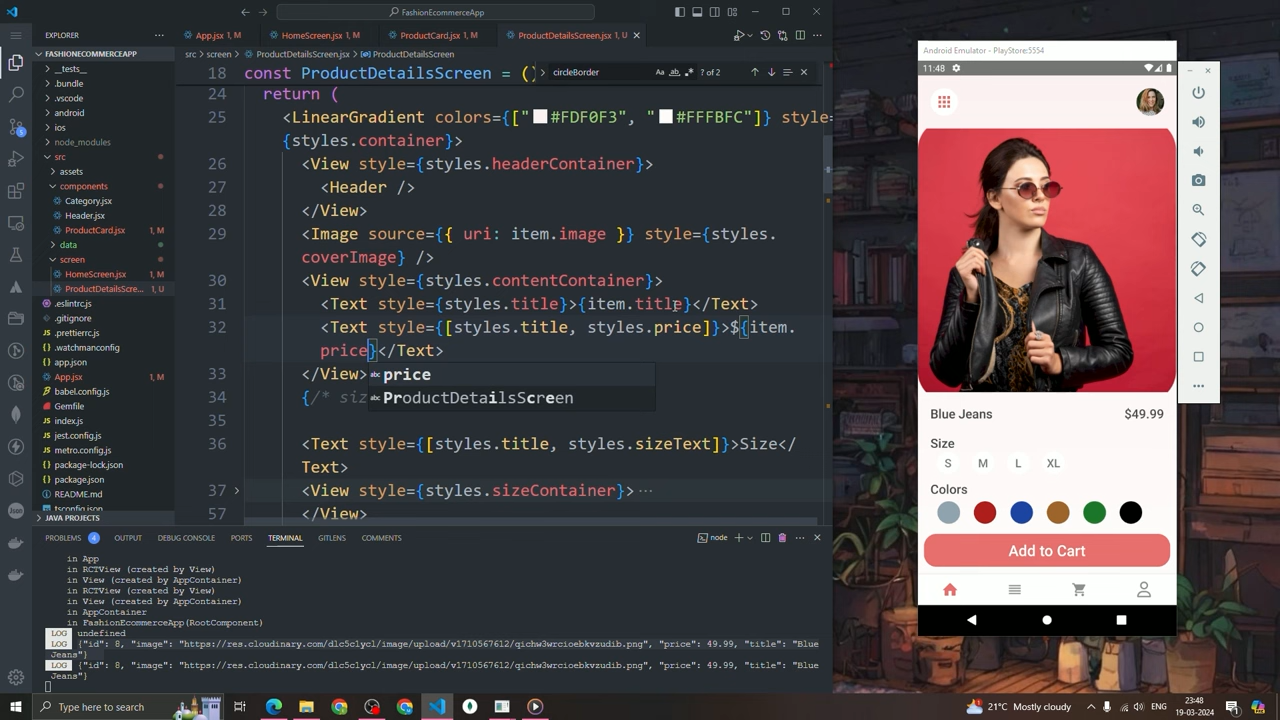 FashionEcommerceApp
EXPLORER
App.jsx 1, M
HomeScreen.jsx 1, M
ProductCard.jsx 1, M
ProductDetailsScreen.jsx 1, U
FASHIONECOMMERCEAPP
src > screen > ProductDetailsScreen.jsx > ProductDetailsScreen
__tests__
.bundle
.vscode
android
ios
node_modules
src
assets
components
Category.jsx
Header.jsx
ProductCard.jsx 1, M
data
screen
HomeScreen.jsx 1, M
ProductDetailsScre... 1, U
.eslintrc.js
.gitignore
.prettierrc.js
.watchmanconfig
app.json
App.jsx 1, M
babel.config.js
Gemfile
index.js
jest.config.js
metro.config.js
package-lock.json
package.json
README.md
tsconfig.json
JAVA PROJECTS
circleBorder
Aa ab
? of 2
18 const ProductDetailsScreen = ()
24 return (
25 <LinearGradient colors={["#FDF0F3", "#FFFBFC"]} style=
{styles.container}>
26 <View style={styles.headerContainer}>
27 <Header />
28 </View>
29 <Image source={{ uri: item.image }} style={styles.
coverImage} />
30 <View style={styles.contentContainer}>
31 <Text style={styles.title}>{item.title}</Text>
32 <Text style={[styles.title, styles.price]}>${item.
price}</Text>
33 </View>
abc price
34 {/* siz
abc ProductDetailsScreen
35
36 <Text style={[styles.title, styles.sizeText]}>Size</
Text>
37 <View style={styles.sizeContainer}> ...
57 </View>
PROBLEMS 4 OUTPUT DEBUG CONSOLE PORTS TERMINAL GITLENS COMMENTS
node
in App
in RCTView (created by View)
in View (created by AppContainer)
in RCTView (created by View)
in View (created by AppContainer)
in AppContainer
in FashionEcommerceApp(RootComponent)
LOG undefined
LOG {"id": 8, "image": "https://res.cloudinary.com/dlc5c1ycl/image/upload/v1710567612/qichw3wrcioebkvzudib.png", "price": 49.99, "title": "Blue
Jeans"}
LOG {"id": 8, "image": "https://res.cloudinary.com/dlc5c1ycl/image/upload/v1710567612/qichw3wrcioebkvzudib.png", "price": 49.99, "title": "Blue
Jeans"}
Android Emulator - PlayStore:5554
11:48
Blue Jeans $49.99
Size
S M L XL
Colors
Add to Cart
Type here to search
21°C Mostly cloudy
ENG
23:48
19-03-2024